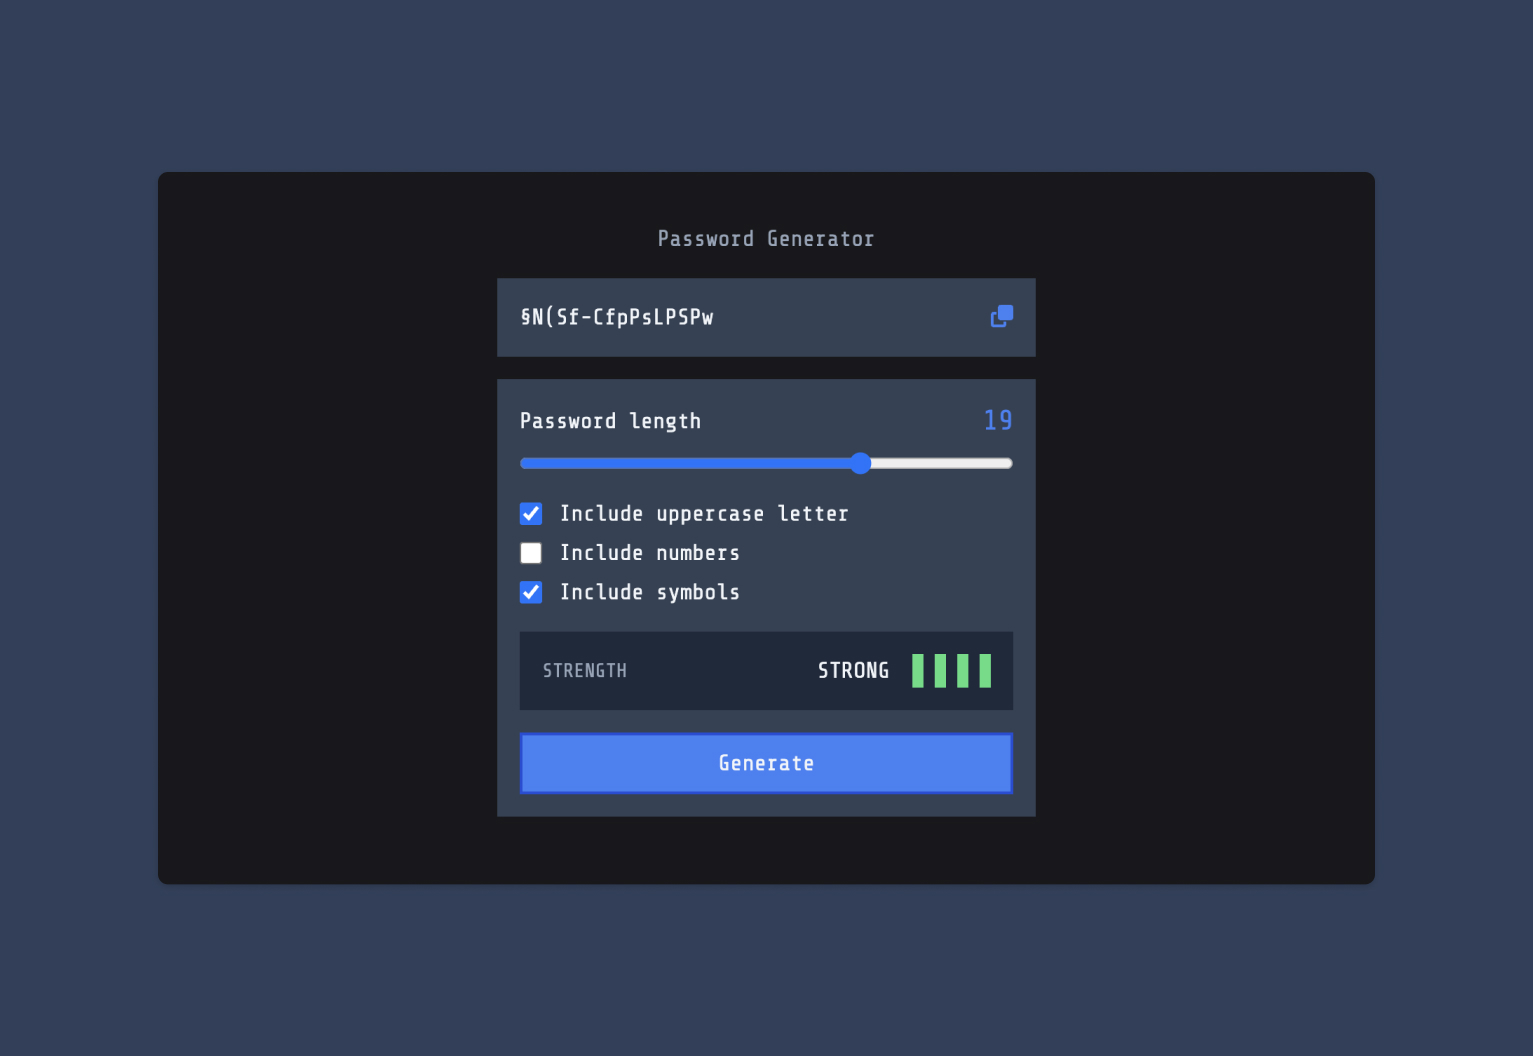 Password Generator
§N(Sf-CfpPsLPSPw
Password length
19
Include uppercase letter
Include numbers
Include symbols
STRENGTH
STRONG
Generate